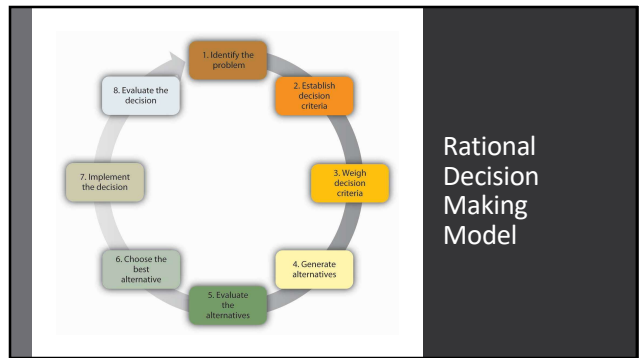 1. Identify the
problem
2. Establish
decision
criteria
3. Weigh
decision
criteria
4. Generate
alternatives
5. Evaluate
the
alternatives
6. Choose the
best
alternative
7. Implement
the decision
8. Evaluate the
decision
Rational
Decision
Making
Model